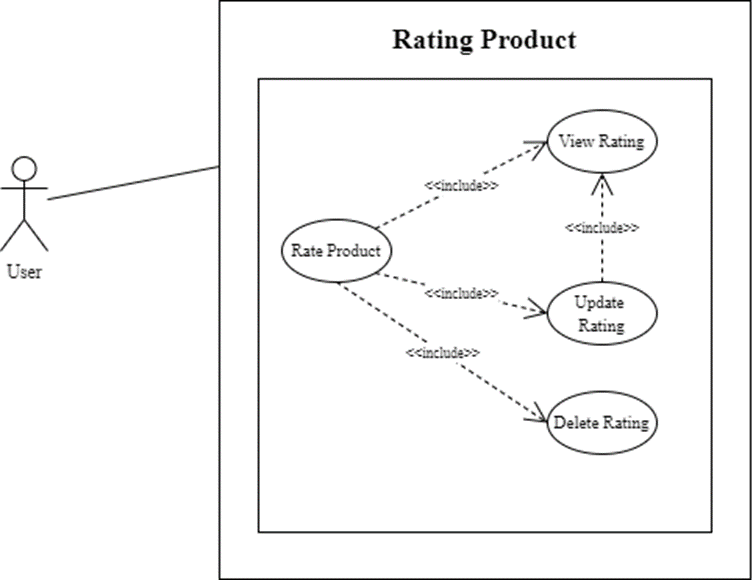 Rating Product
View Rating
<<include>>
<<include>>
Rate Product
User
<<include>>
Update
Rating
<<include>>
Delete Rating